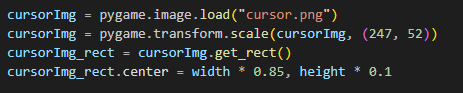 cursorImg = pygame.image.load("cursor.png")
cursorImg = pygame.transform.scale(cursorImg, (247, 52))
cursorImg_rect = cursorImg.get_rect()
cursorImg_rect.center = width * 0.85, height * 0.1